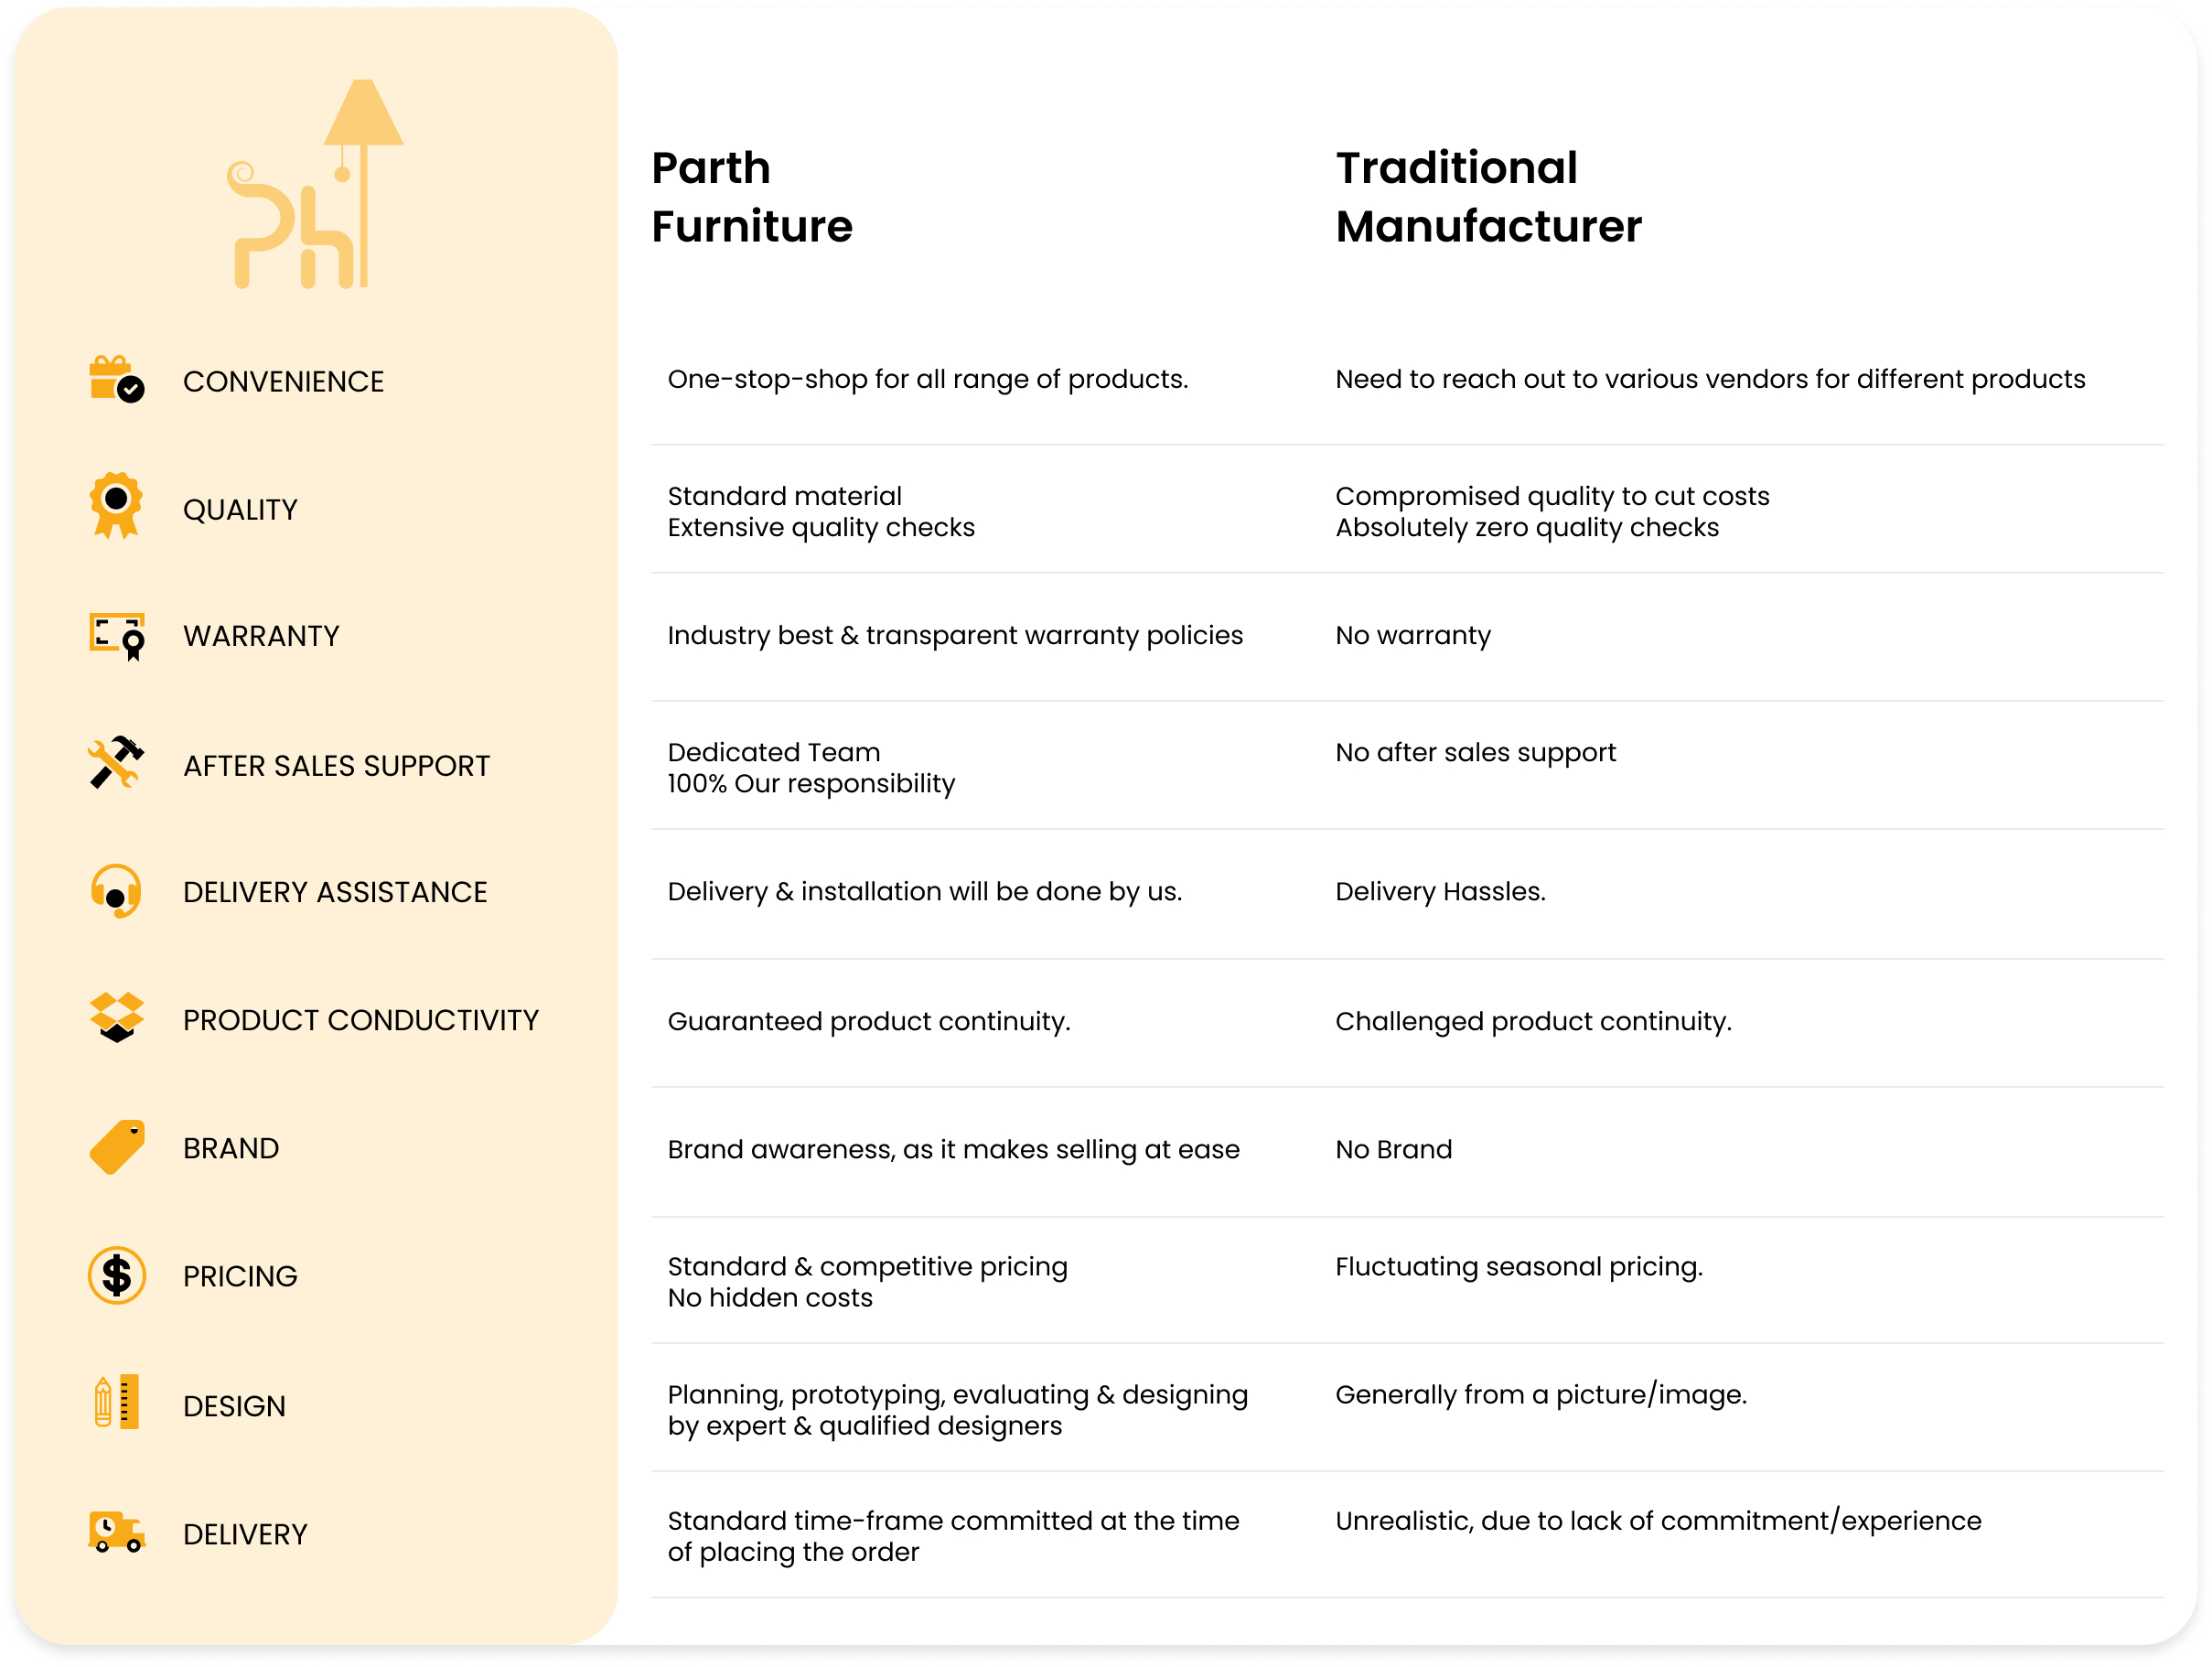 Ph
Parth
Furniture
Traditional
Manufacturer
CONVENIENCE
One-stop-shop for all range of products.
Need to reach out to various vendors for different products
QUALITY
Standard material
Extensive quality checks
Compromised quality to cut costs
Absolutely zero quality checks
WARRANTY
Industry best & transparent warranty policies
No warranty
AFTER SALES SUPPORT
Dedicated Team
100% Our responsibility
No after sales support
DELIVERY ASSISTANCE
Delivery & installation will be done by us.
Delivery Hassles.
PRODUCT CONDUCTIVITY
Guaranteed product continuity.
Challenged product continuity.
BRAND
Brand awareness, as it makes selling at ease
No Brand
$
PRICING
Standard & competitive pricing
No hidden costs
Fluctuating seasonal pricing.
DESIGN
Planning, prototyping, evaluating & designing
by expert & qualified designers
Generally from a picture/image.
DELIVERY
Standard time-frame committed at the time
of placing the order
Unrealistic, due to lack of commitment/experience